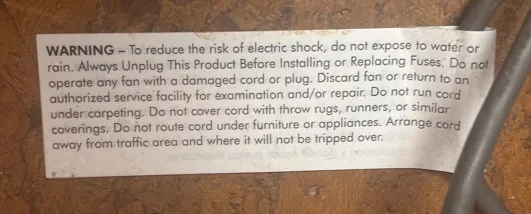 WARNING – To reduce the risk of electric shock, do not expose to water or
rain. Always Unplug This Product Before Installing or Replacing Fuses. Do not
operate any fan with a damaged cord or plug. Discard fan or return to an
authorized service facility for examination and/or repair. Do not run cord
under carpeting. Do not cover cord with throw rugs, runners, or similar
coverings. Do not route cord under furniture or appliances. Arrange cord
away from traffic area and where it will not be tripped over.